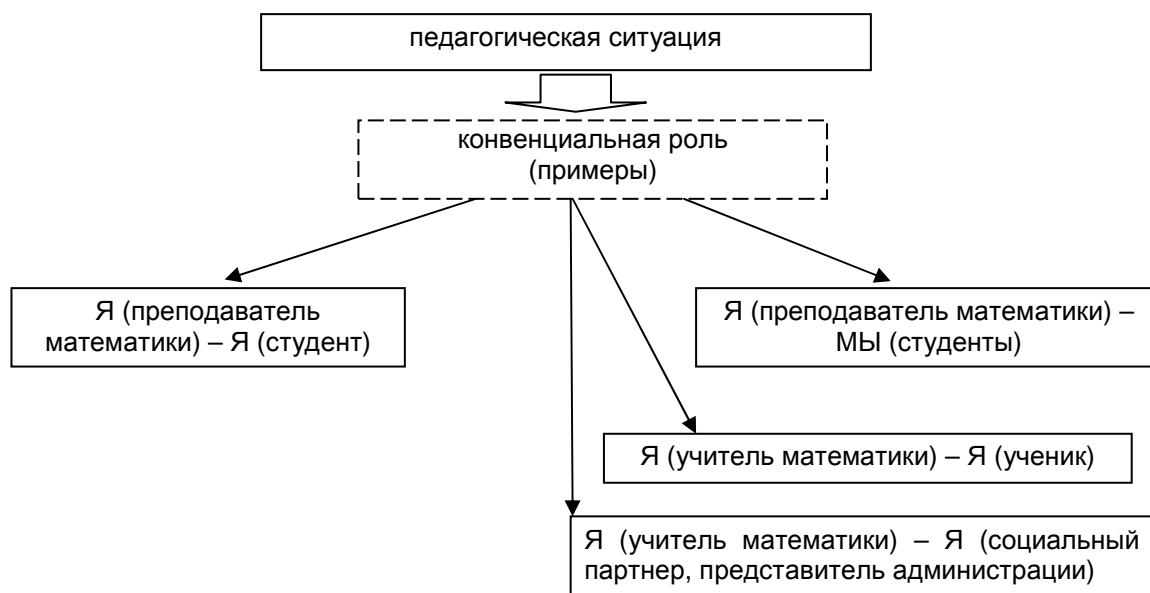 педагогическая ситуация
конвенциальная роль
(примеры)
Я (преподаватель
математики) – Я (студент)
Я (преподаватель математики) –
МЫ (студенты)
Я (учитель математики) – Я (ученик)
Я (учитель математики) – Я (социальный
партнер, представитель администрации)